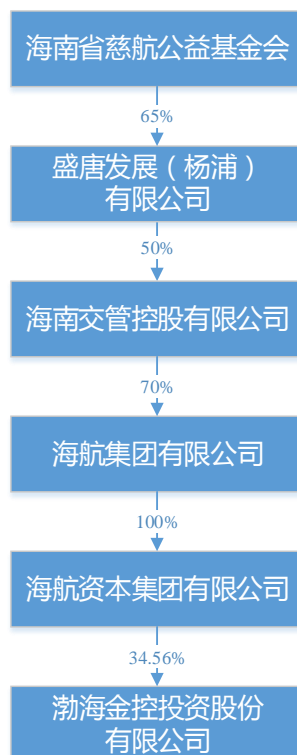 海南省慈航公益基金会
65%
盛唐发展（杨浦）
有限公司
50%
海南交管控股有限公司
70%
海航集团有限公司
100%
海航资本集团有限公司
34.56%
渤海金控投资股份
有限公司